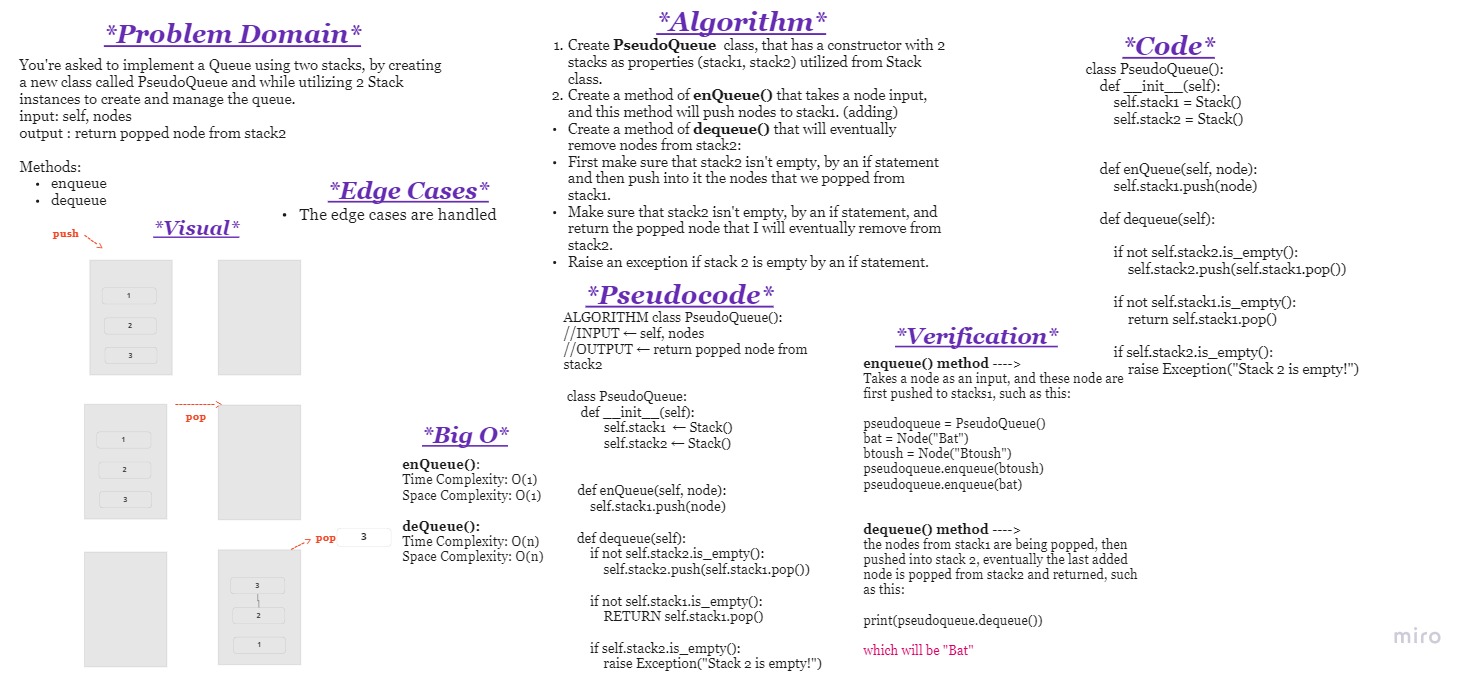 *Problem Domain*
You're asked to implement a Queue using two stacks, by creating
a new class called PseudoQueue and while utilizing 2 Stack
instances to create and manage the queue.
input: self, nodes
output : return popped node from stack2
Methods:
• enqueue
• dequeue
*Edge Cases*
• The edge cases are handled
*Visual*
push
1
2
3
pop
1
2
3
pop
3
3
2
1
*Big O*
enQueue():
Time Complexity: O(1)
Space Complexity: O(1)
deQueue():
Time Complexity: O(n)
Space Complexity: O(n)
*Algorithm*
1. Create PseudoQueue class, that has a constructor with 2
stacks as properties (stack1, stack2) utilized from Stack
class.
2. Create a method of enQueue() that takes a node input,
and this method will push nodes to stack1. (adding)
• Create a method of dequeue() that will eventually
remove nodes from stack2:
• First make sure that stack2 isn't empty, by an if statement
and then push into it the nodes that we popped from
stack1.
• Make sure that stack2 isn't empty, by an if statement, and
return the popped node that I will eventually remove from
stack2.
• Raise an exception if stack 2 is empty by an if statement.
*Pseudocode*
ALGORITHM class PseudoQueue():
//INPUT ← self, nodes
//OUTPUT ← return popped node from
stack2
class PseudoQueue:
def __init__(self):
self.stack1 ← Stack()
self.stack2 ← Stack()
def enQueue(self, node):
self.stack1.push(node)
def dequeue(self):
if not self.stack2.is_empty():
self.stack2.push(self.stack1.pop())
if not self.stack1.is_empty():
RETURN self.stack1.pop()
if self.stack2.is_empty():
raise Exception("Stack 2 is empty!")
*Verification*
enqueue() method ---->
Takes a node as an input, and these node are
first pushed to stacks1, such as this:
pseudoqueue = PseudoQueue()
bat = Node("Bat")
btoush = Node("Btoush")
pseudoqueue.enqueue(btoush)
pseudoqueue.enqueue(bat)
dequeue() method ---->
the nodes from stack1 are being popped, then
pushed into stack 2, eventually the last added
node is popped from stack2 and returned, such
as this:
print(pseudoqueue.dequeue())
which will be "Bat"
*Code*
class PseudoQueue():
def __init__(self):
self.stack1 = Stack()
self.stack2 = Stack()
def enQueue(self, node):
self.stack1.push(node)
def dequeue(self):
if not self.stack2.is_empty():
self.stack2.push(self.stack1.pop())
if not self.stack1.is_empty():
return self.stack1.pop()
if self.stack2.is_empty():
raise Exception("Stack 2 is empty!")
miro